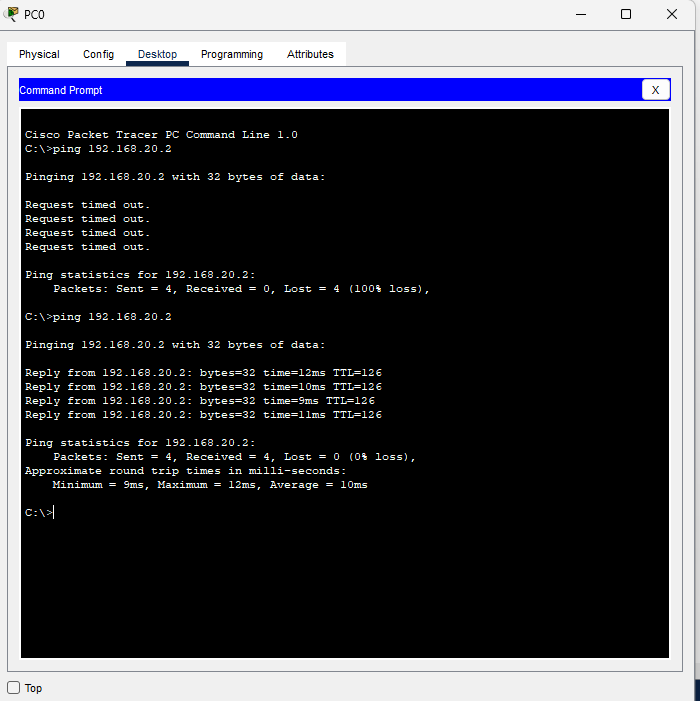 PC0
Physical Config Desktop Programming Attributes
Command Prompt
X
Cisco Packet Tracer PC Command Line 1.0
C:\>ping 192.168.20.2
Pinging 192.168.20.2 with 32 bytes of data:
Request timed out.
Request timed out.
Request timed out.
Request timed out.
Ping statistics for 192.168.20.2:
    Packets: Sent = 4, Received = 0, Lost = 4 (100% loss),
C:\>ping 192.168.20.2
Pinging 192.168.20.2 with 32 bytes of data:
Reply from 192.168.20.2: bytes=32 time=12ms TTL=126
Reply from 192.168.20.2: bytes=32 time=10ms TTL=126
Reply from 192.168.20.2: bytes=32 time=9ms TTL=126
Reply from 192.168.20.2: bytes=32 time=11ms TTL=126
Ping statistics for 192.168.20.2:
    Packets: Sent = 4, Received = 4, Lost = 0 (0% loss),
Approximate round trip times in milli-seconds:
    Minimum = 9ms, Maximum = 12ms, Average = 10ms
C:\>
Top